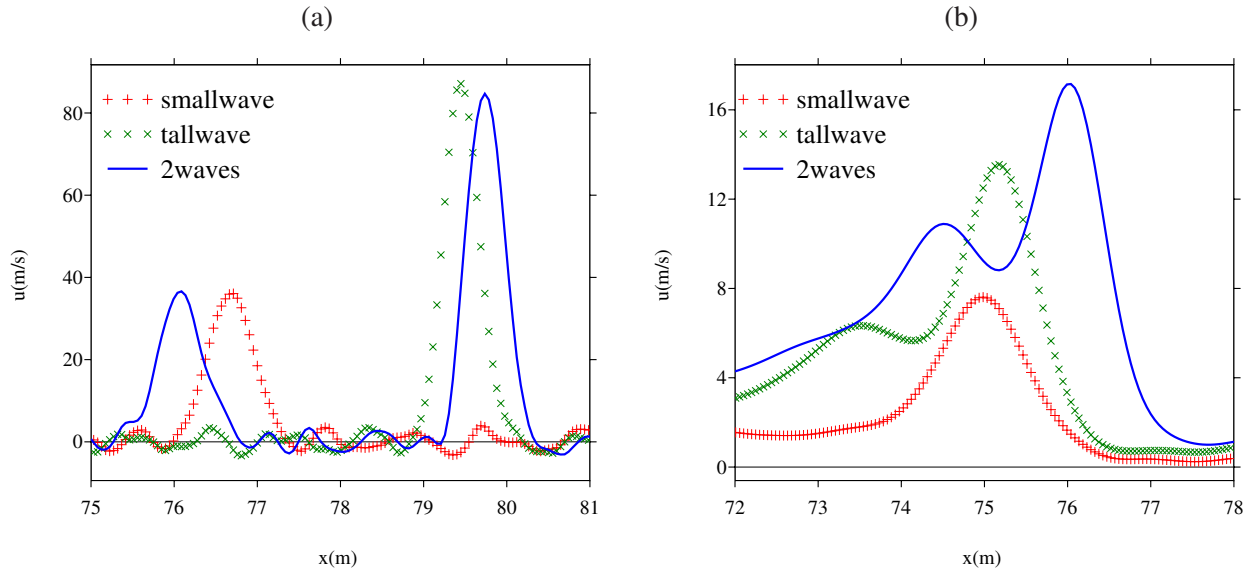 (a)
(b)
smallwave
tallwave
2waves
80
60
40
20
0
u(m/s)
75 76 77 78 79 80 81
x(m)
smallwave
tallwave
2waves
16
12
8
4
0
u(m/s)
72 73 74 75 76 77 78
x(m)